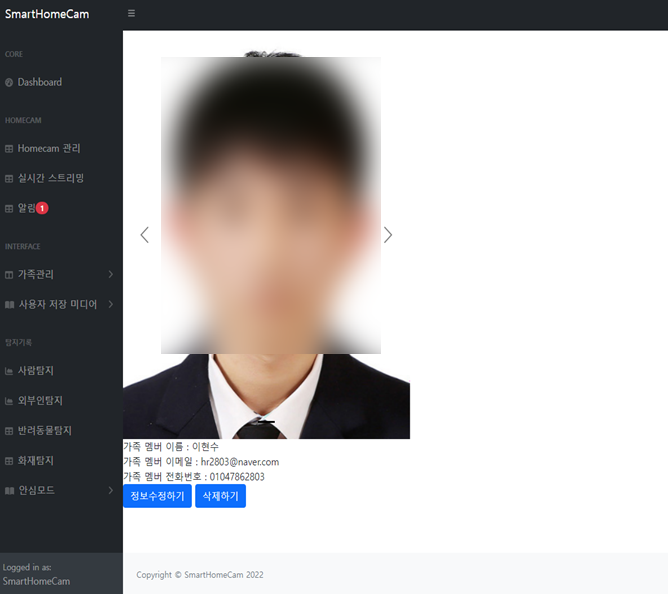 SmartHomeCam
CORE
Dashboard
HOMECAM
Homecam 관리
실시간 스트리밍
알림 1
INTERFACE
가족관리
사용자 저장 미디어
탐지기록
사람탐지
외부인탐지
반려동물탐지
화재탐지
안심모드
Logged in as:
SmartHomeCam
가족 멤버 이름 : 이현수
가족 멤버 이메일 : hr2803@naver.com
가족 멤버 전화번호 : 01047862803
정보수정하기 삭제하기
Copyright © SmartHomeCam 2022